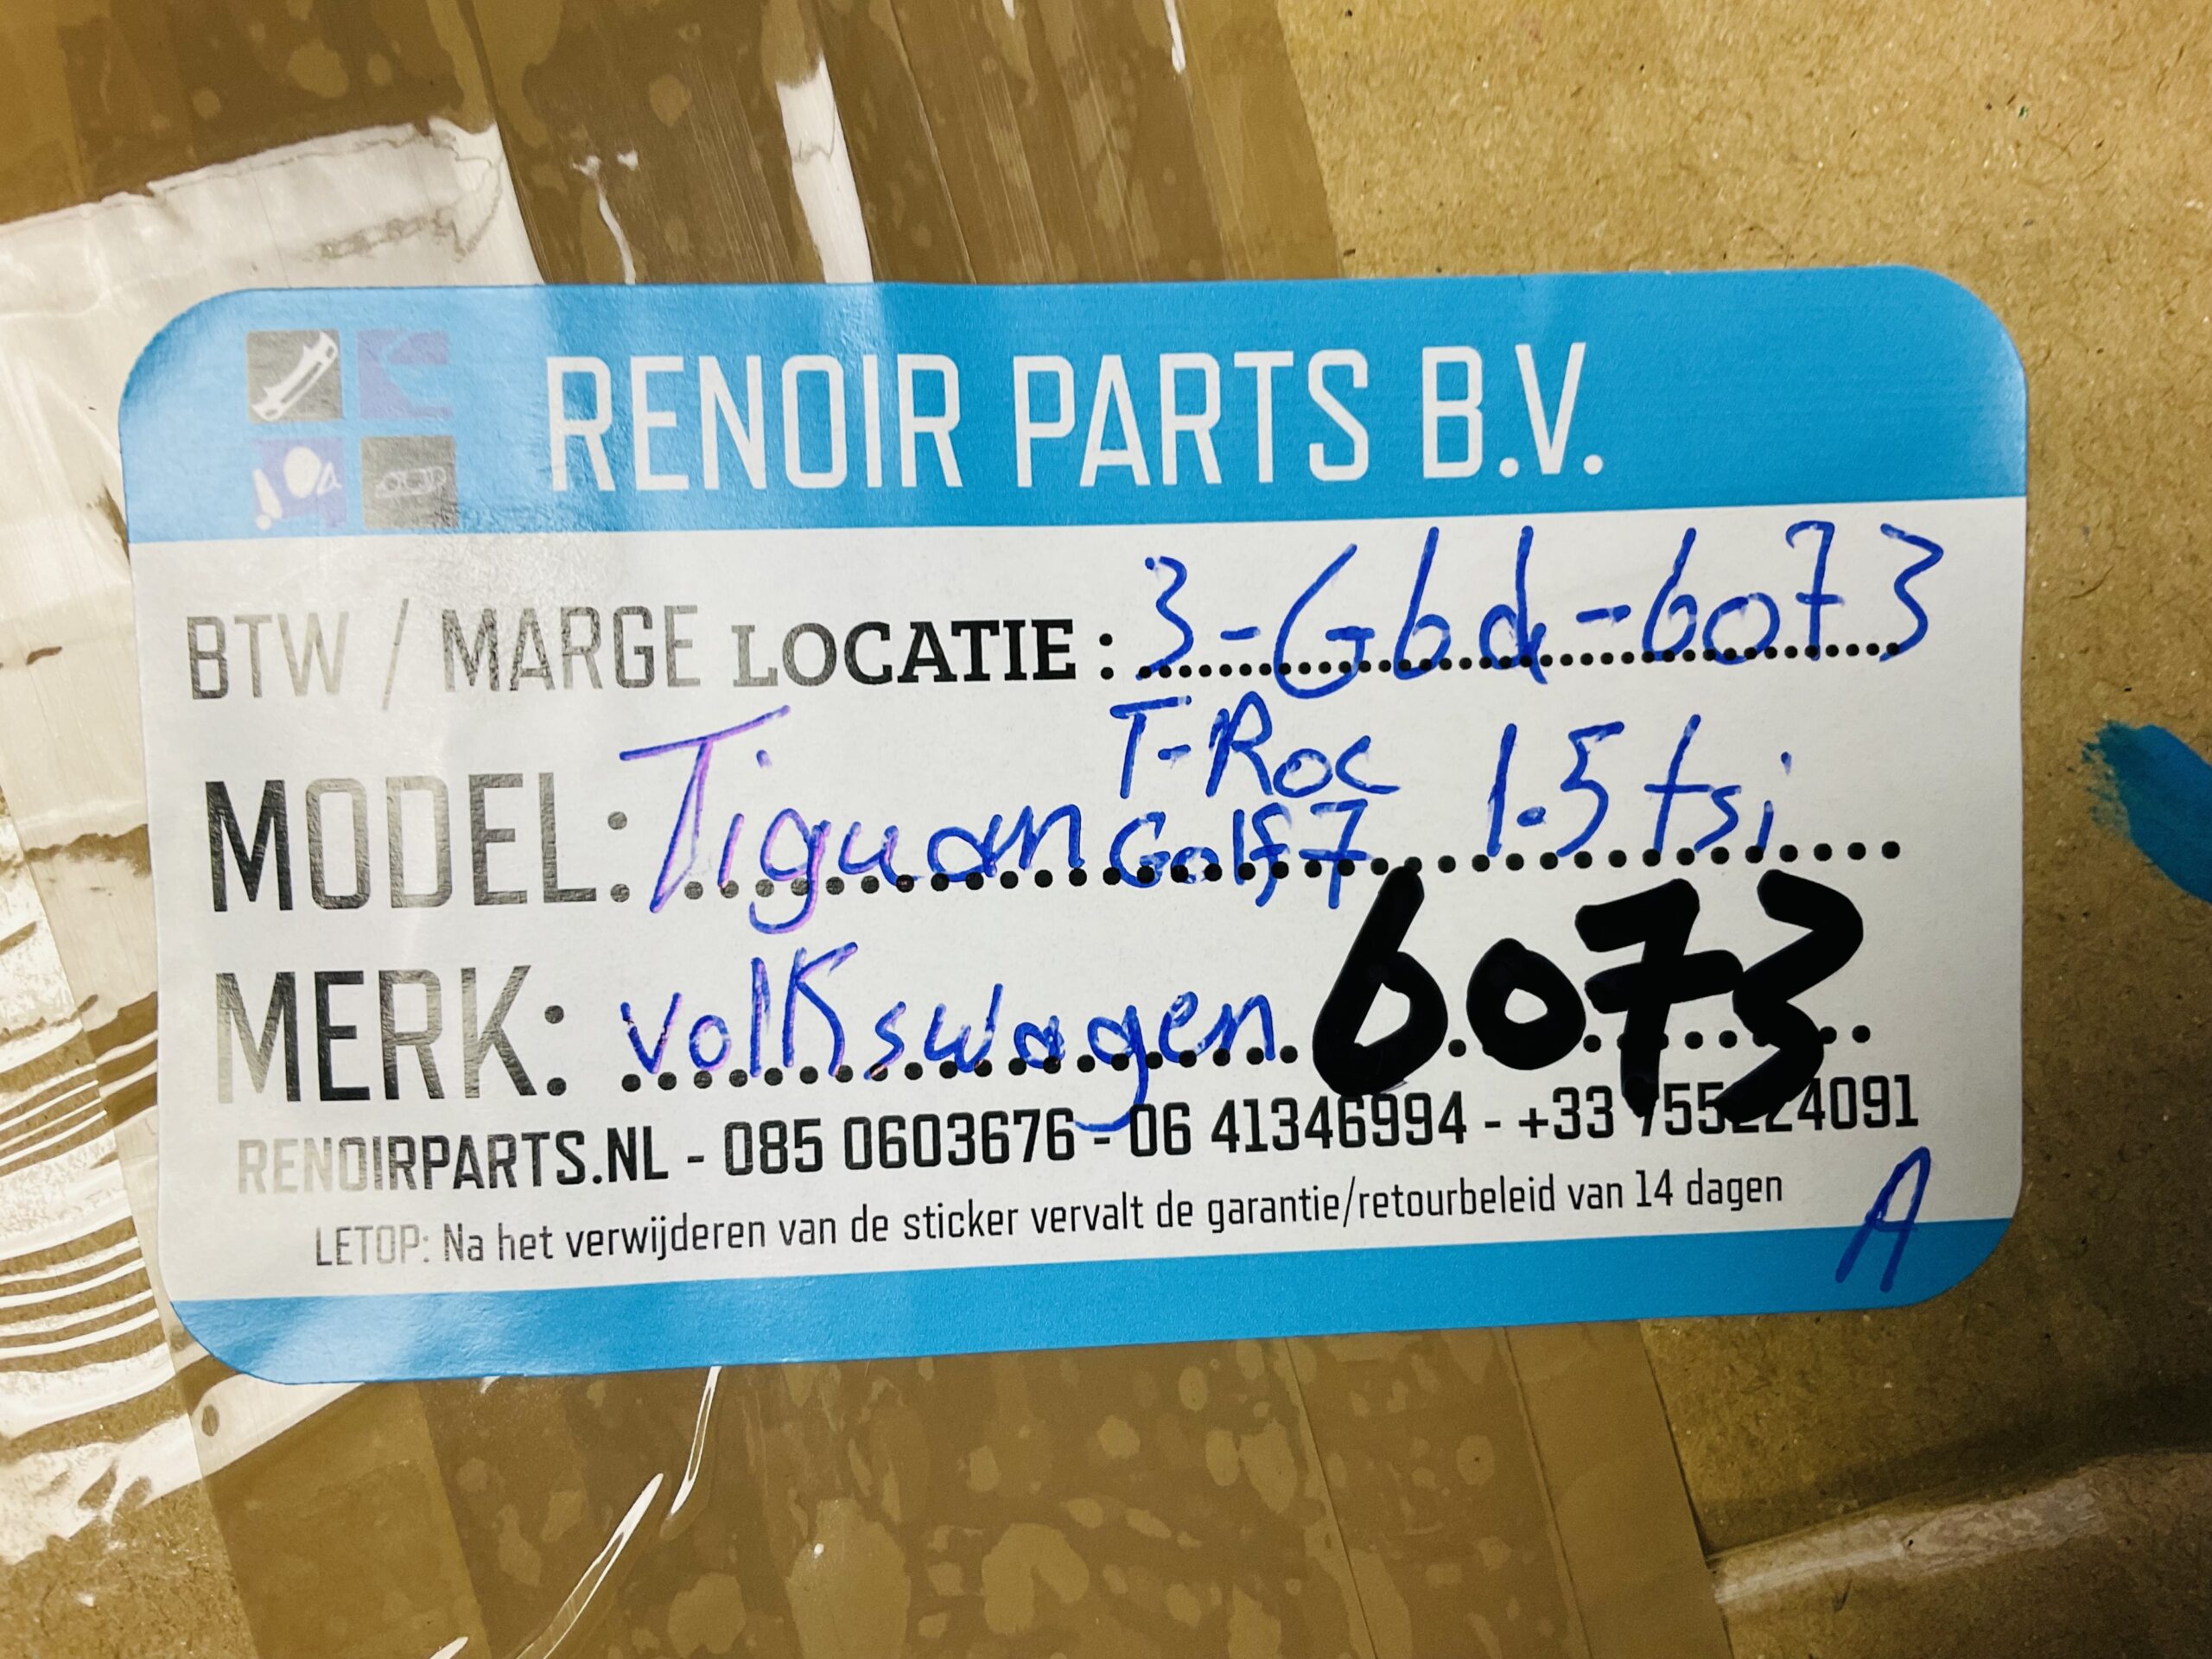 RENOIR PARTS B.V.
BTW / MARGE LOCATIE: 3-Gbd-6073
T-Roc
MODEL: Tiguan Golf 7 1.5 tsi
MERK: volkswagen 6073
RENOIRPARTS.NL - 085 0603676 - 06 41346994 - +33
LETOP: Na het verwijderen van de sticker vervalt de garantie/retourbeleid van 14 dagen
A